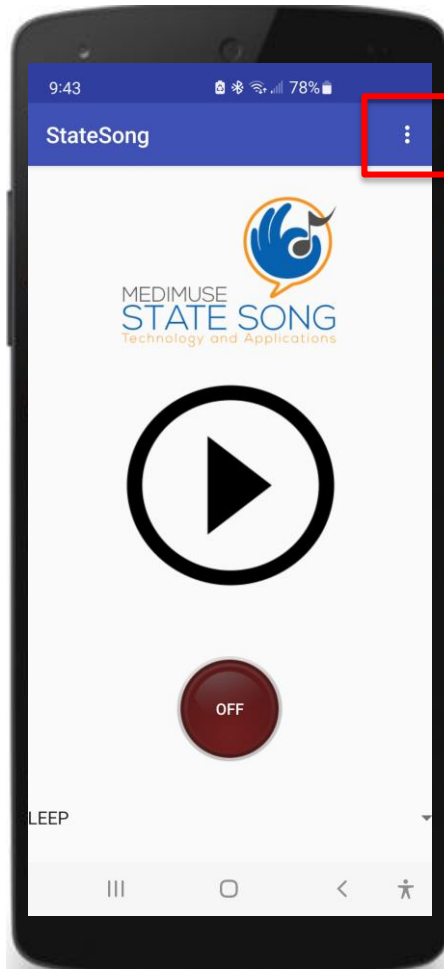 9:43 78%
StateSong
MEDIMUSE
STATE SONG
Technology and Applications
OFF
LEEP